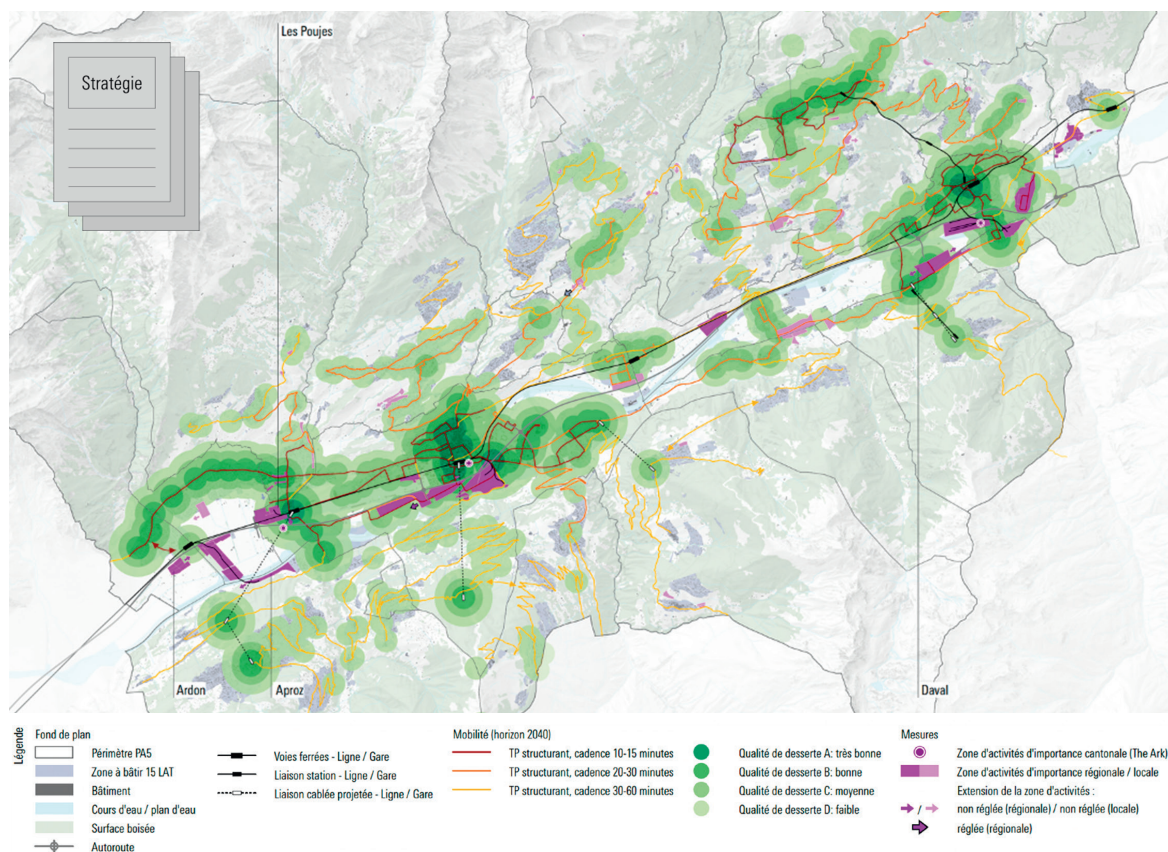 Les Poujes
Stratégie
Ardon
Aproz
Daval
Légende
Fond de plan
Périmètre PA5
Zone à bâtir 15 LAT
Bâtiment
Cours d'eau / plan d'eau
Surface boisée
Autoroute
Voies ferrées - Ligne / Gare
Liaison station - Ligne / Gare
Liaison cablée projetée - Ligne / Gare
Mobilité (horizon 2040)
TP structurant, cadence 10-15 minutes
TP structurant, cadence 20-30 minutes
TP structurant, cadence 30-60 minutes
Qualité de desserte A: très bonne
Qualité de desserte B: bonne
Qualité de desserte C: moyenne
Qualité de desserte D: faible
Mesures
Zone d'activités d'importance cantonale (The Ark)
Zone d'activités d'importance régionale / locale
Extension de la zone d'activités :
/
non réglée (régionale) / non réglée (locale)
réglée (régionale)